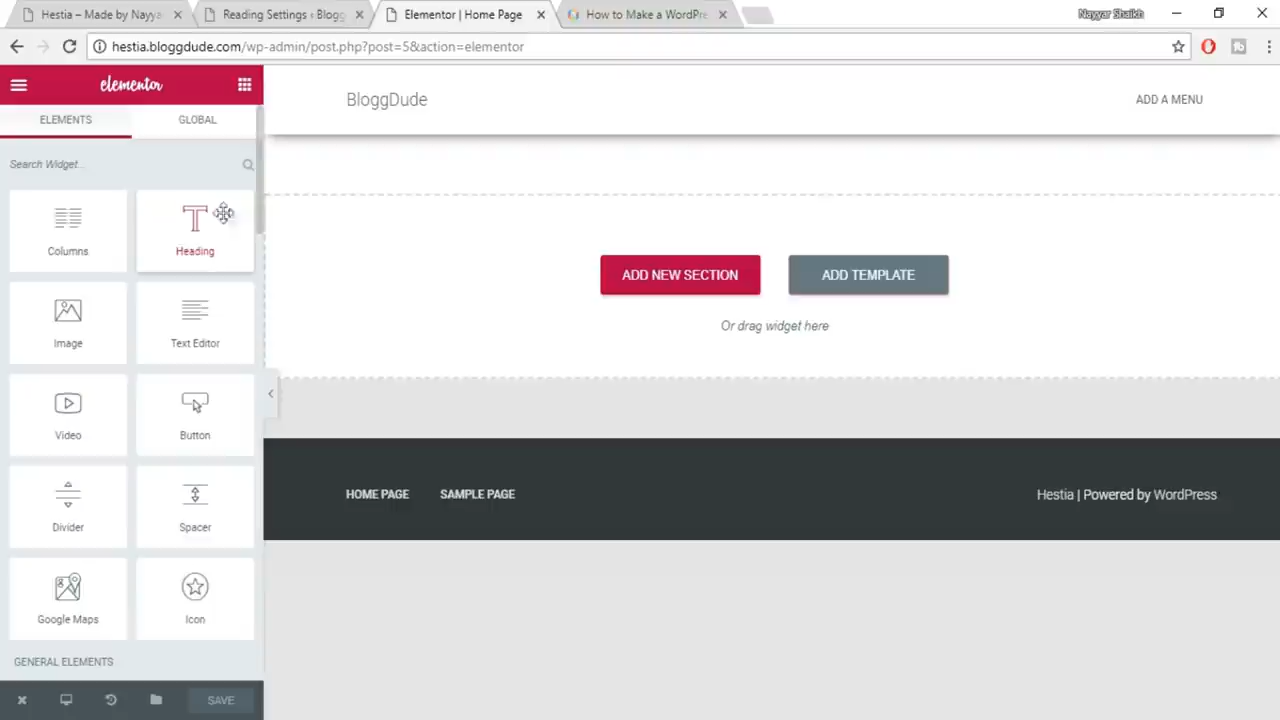 Hestia – Made by Nayya
Reading Settings ‹ Blogg
Elementor | Home Page
How to Make a WordPre
Nayyar Shaikh
hestia.bloggdude.com/wp-admin/post.php?post=5&action=elementor
elementor
BloggDude
ADD A MENU
ELEMENTS
GLOBAL
Search Widget...
Columns
Heading
ADD NEW SECTION
ADD TEMPLATE
Or drag widget here
Image
Text Editor
Video
Button
HOME PAGE
SAMPLE PAGE
Hestia | Powered by WordPress
Divider
Spacer
Google Maps
Icon
GENERAL ELEMENTS
SAVE